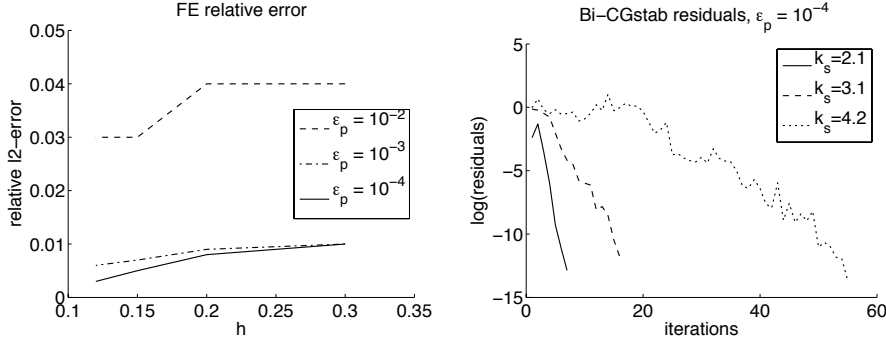 FE relative error
0.05
0.04
0.03
0.02
0.01
0
0.1
0.15
0.2
0.25
0.3
0.35
relative l2−error
h
ε_p = 10^{-2}
ε_p = 10^{-3}
ε_p = 10^{-4}
Bi−CGstab residuals, ε_p = 10^{-4}
5
0
−5
−10
−15
0
20
40
60
log(residuals)
iterations
k_s=2.1
k_s=3.1
k_s=4.2